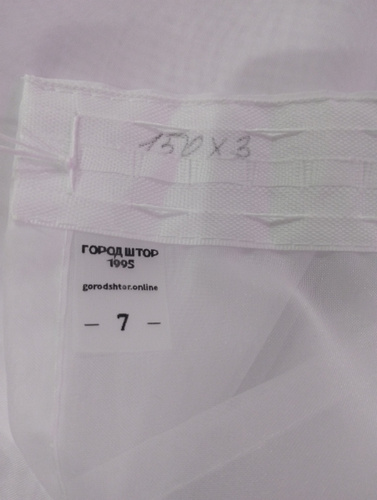 150 х 3
ГОРОД ШТОР
1995
gorodshtor.online
– 7 –